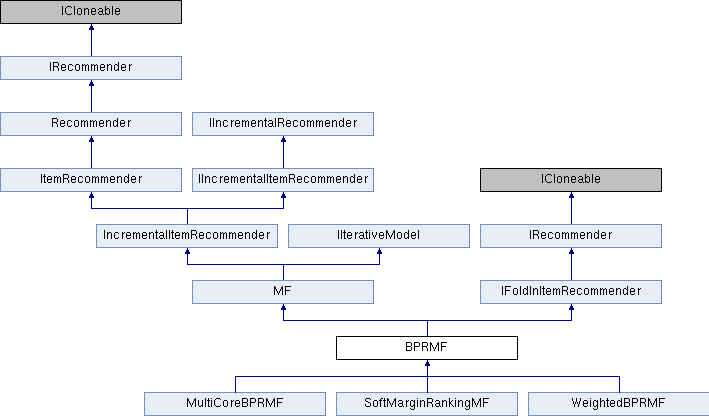 ICloneable
IRecommender
Recommender
IIncrementalRecommender
ItemRecommender
IIncrementalItemRecommender
ICloneable
IncrementalItemRecommender
IIterativeModel
IRecommender
MF
IFoldInItemRecommender
BPRMF
MultiCoreBPRMF
SoftMarginRankingMF
WeightedBPRMF